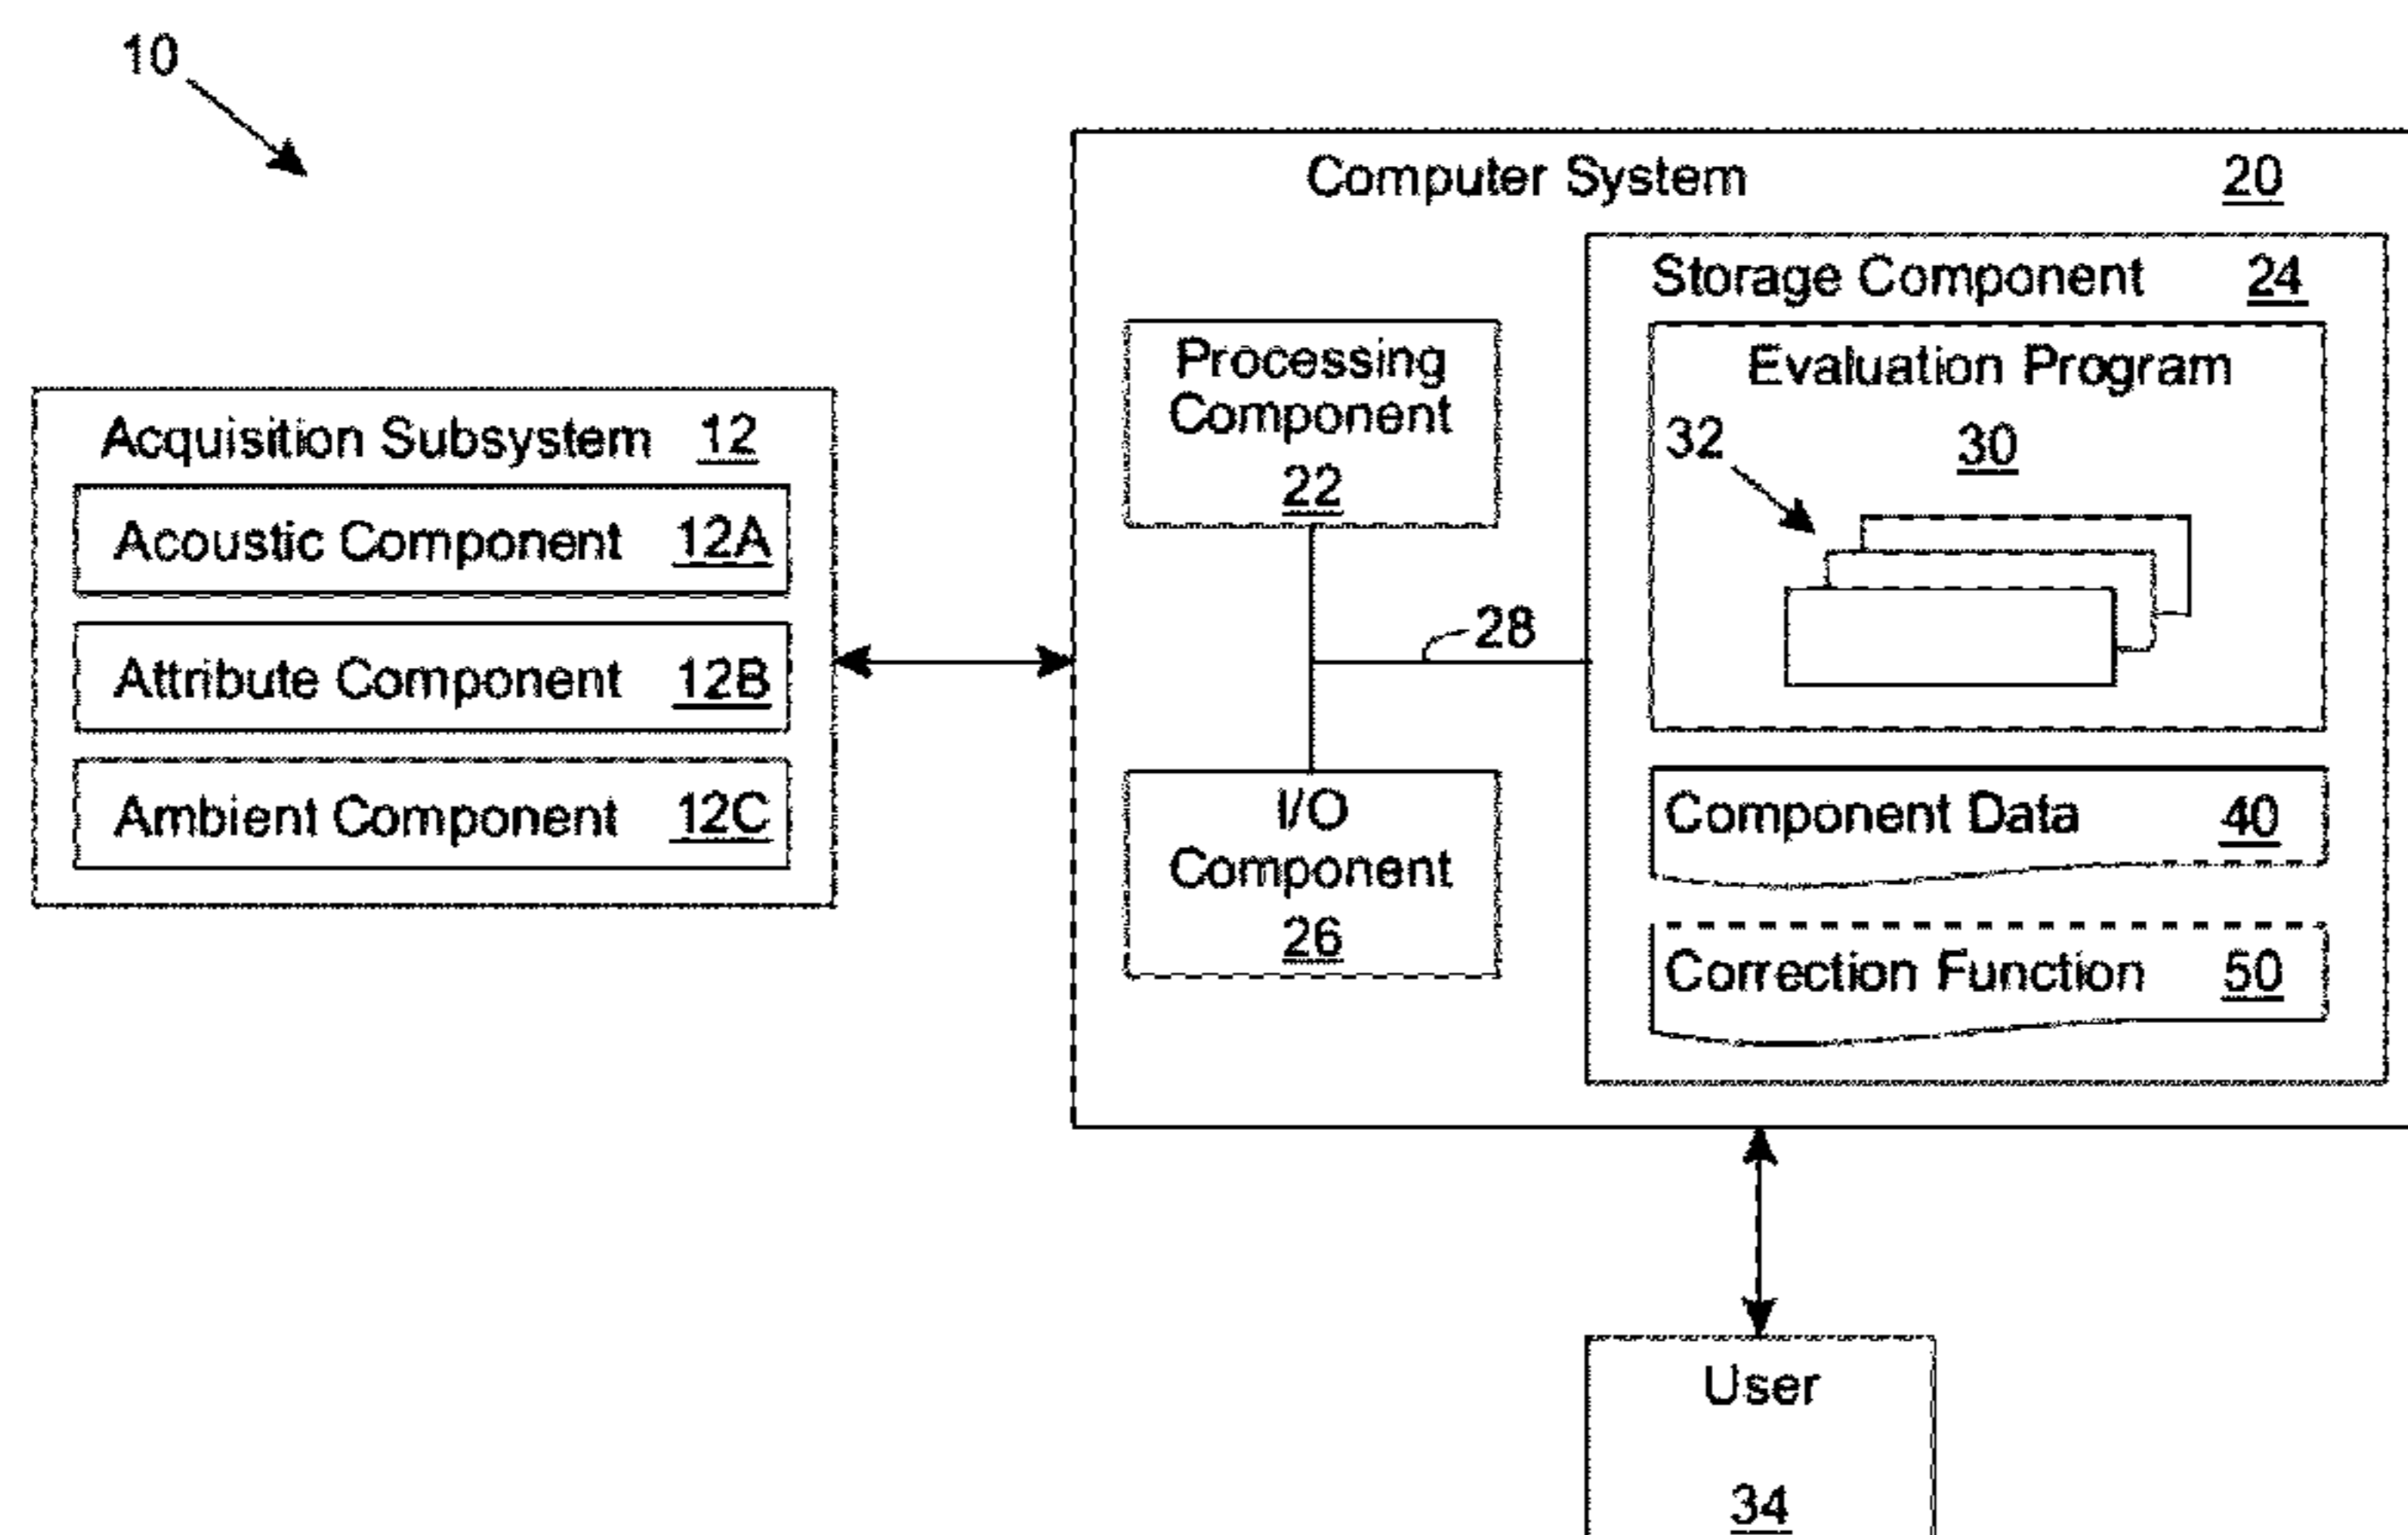 10
Computer System 20
Storage Component 24
Processing
Component
22
Evaluation Program
30
32
Acquisition Subsystem 12
Acoustic Component 12A
Attribute Component 12B
Ambient Component 12C
28
I/O
Component
26
Component Data 40
Correction Function 50
User
34